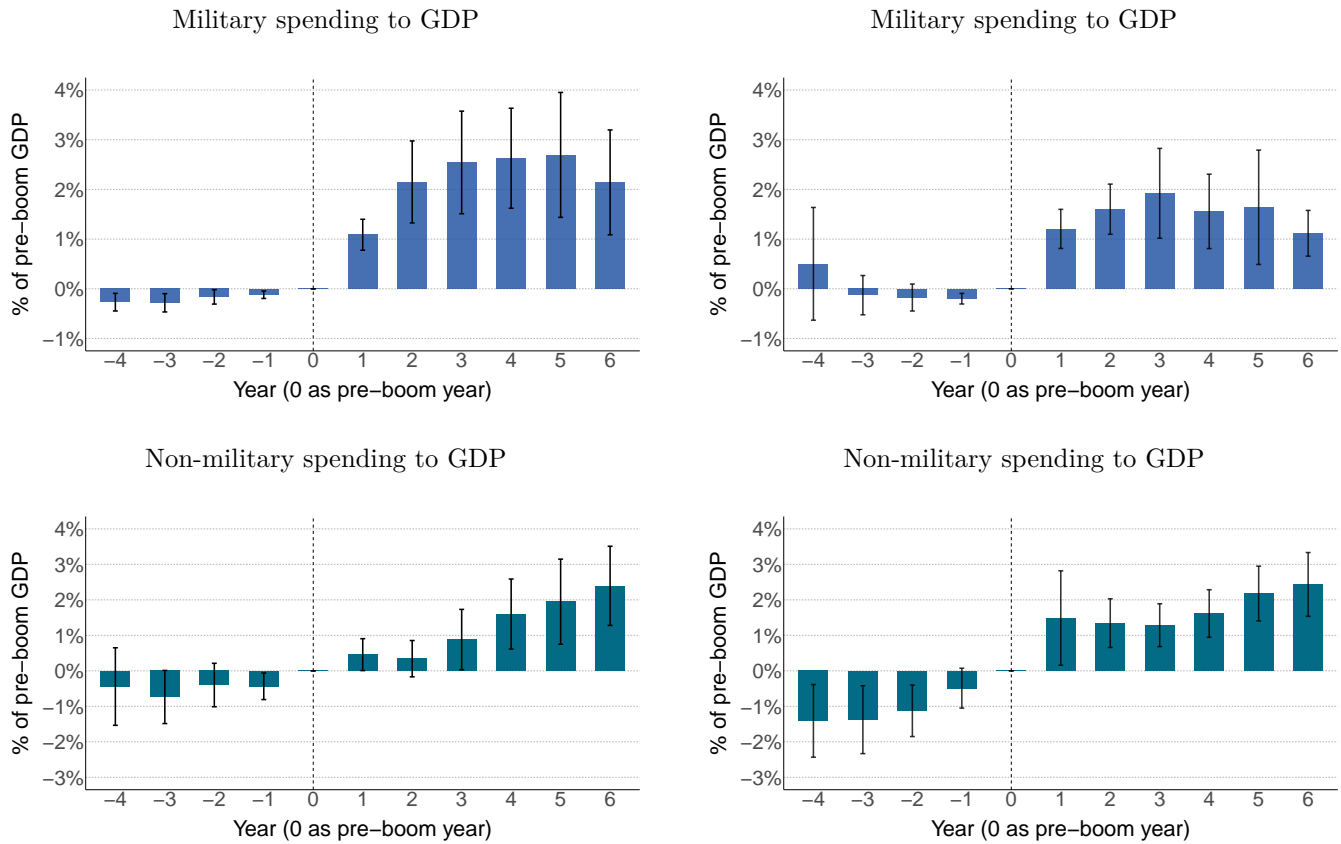 Military spending to GDP
4%
3%
2%
1%
0%
−1%
% of pre−boom GDP
−4 −3 −2 −1 0 1 2 3 4 5 6
Year (0 as pre−boom year)
Military spending to GDP
4%
3%
2%
1%
0%
−1%
% of pre−boom GDP
−4 −3 −2 −1 0 1 2 3 4 5 6
Year (0 as pre−boom year)
Non-military spending to GDP
4%
3%
2%
1%
0%
−1%
−2%
−3%
% of pre−boom GDP
−4 −3 −2 −1 0 1 2 3 4 5 6
Year (0 as pre−boom year)
Non-military spending to GDP
4%
3%
2%
1%
0%
−1%
−2%
−3%
% of pre−boom GDP
−4 −3 −2 −1 0 1 2 3 4 5 6
Year (0 as pre−boom year)